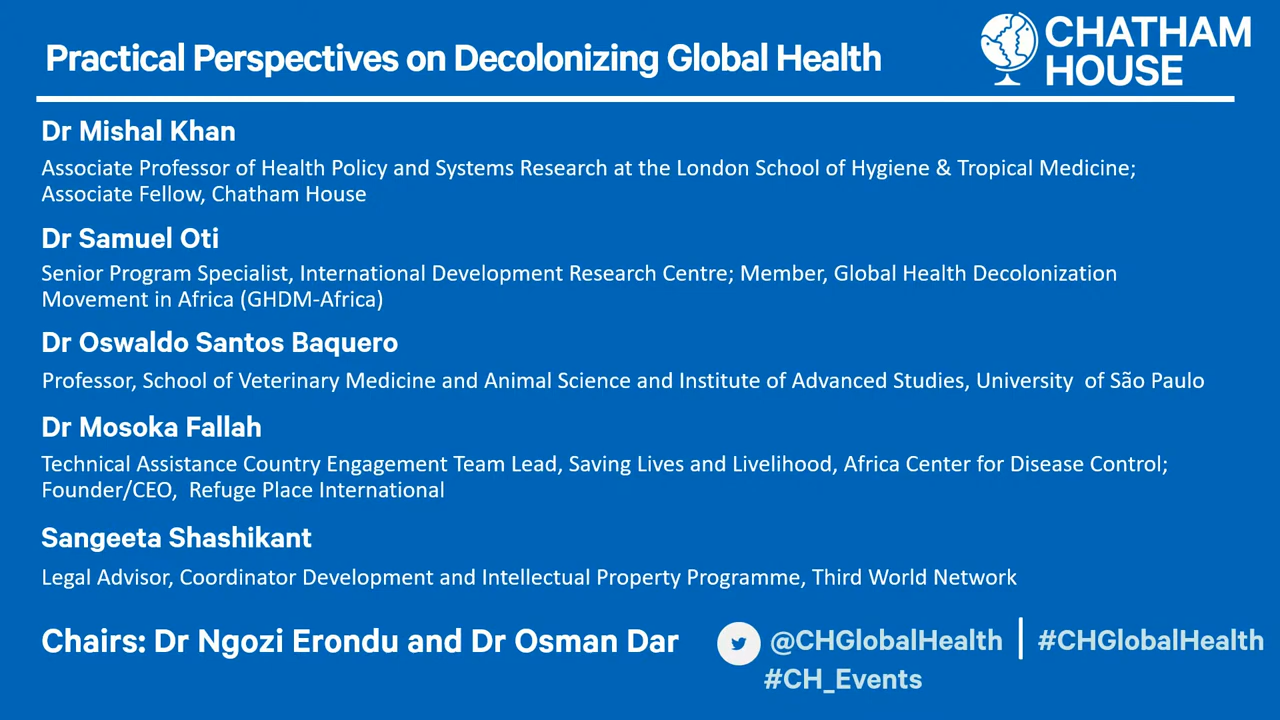 Practical Perspectives on Decolonizing Global Health
CHATHAM
HOUSE
Dr Mishal Khan
Associate Professor of Health Policy and Systems Research at the London School of Hygiene & Tropical Medicine;
Associate Fellow, Chatham House
Dr Samuel Oti
Senior Program Specialist, International Development Research Centre; Member, Global Health Decolonization
Movement in Africa (GHDM-Africa)
Dr Oswaldo Santos Baquero
Professor, School of Veterinary Medicine and Animal Science and Institute of Advanced Studies, University of São Paulo
Dr Mosoka Fallah
Technical Assistance Country Engagement Team Lead, Saving Lives and Livelihood, Africa Center for Disease Control;
Founder/CEO, Refuge Place International
Sangeeta Shashikant
Legal Advisor, Coordinator Development and Intellectual Property Programme, Third World Network
Chairs: Dr Ngozi Erondu and Dr Osman Dar
@CHGlobalHealth | #CHGlobalHealth
#CH_Events